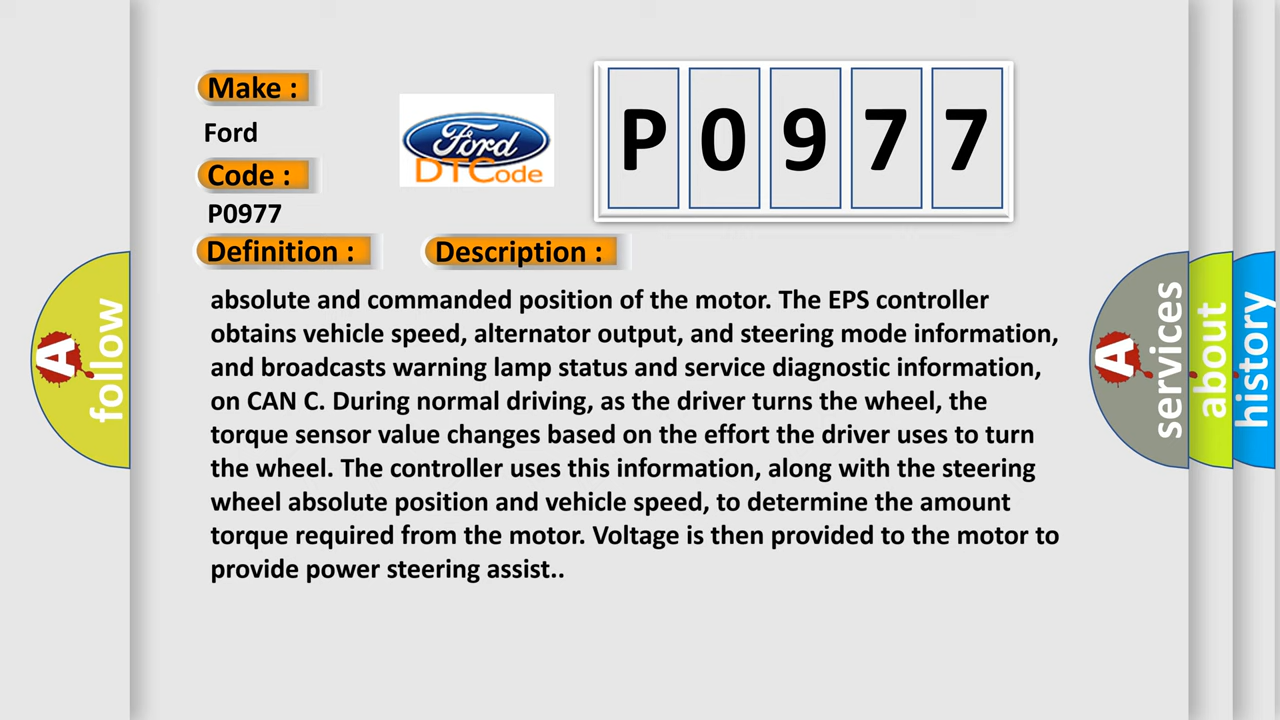 Make :
Ford
Code :
P0977
Ford
DTCode
P0977
Definition :
Description :
absolute and commanded position of the motor. The EPS controller
obtains vehicle speed, alternator output, and steering mode information,
and broadcasts warning lamp status and service diagnostic information,
on CAN C. During normal driving, as the driver turns the wheel, the
torque sensor value changes based on the effort the driver uses to turn
the wheel. The controller uses this information, along with the steering
wheel absolute position and vehicle speed, to determine the amount
torque required from the motor. Voltage is then provided to the motor to
provide power steering assist..
A
follow
A
services
about
history